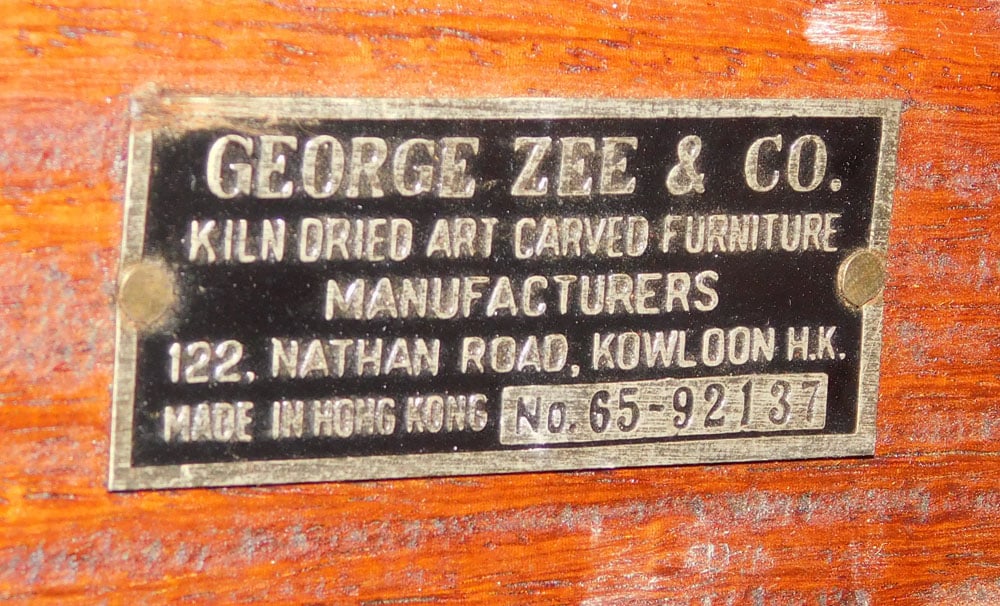 GEORGE ZEE & CO.
KILN DRIED ART CARVED FURNITURE
MANUFACTURERS
122, NATHAN ROAD, KOWLOON H.K.
MADE IN HONG KONG No. 65-92137